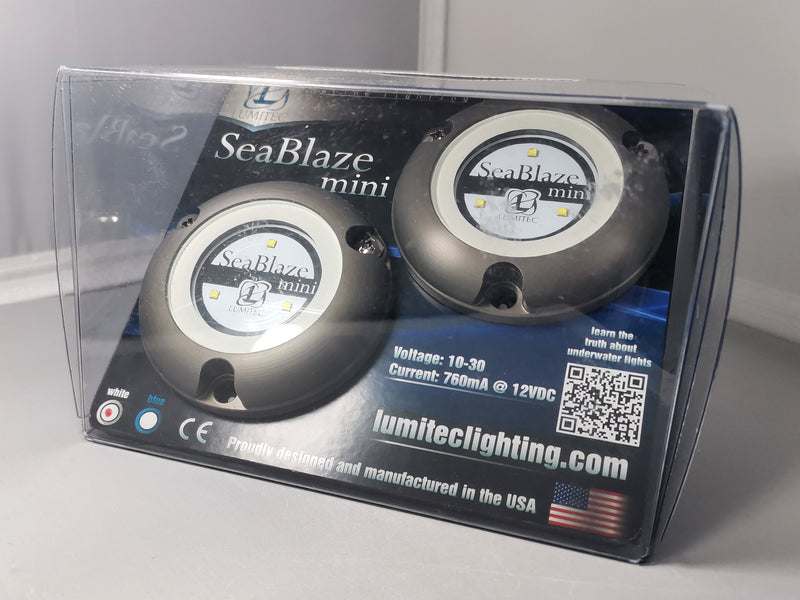 LUMITEC
SeaBlaze
mini
SeaBlaze
mini
LUMITEC
SeaBlaze
mini
LUMITEC
learn the
truth about
underwater lights
Voltage: 10-30
Current: 760mA @ 12VDC
white
blue
CE
lumiteclighting.com
Proudly designed and manufactured in the USA